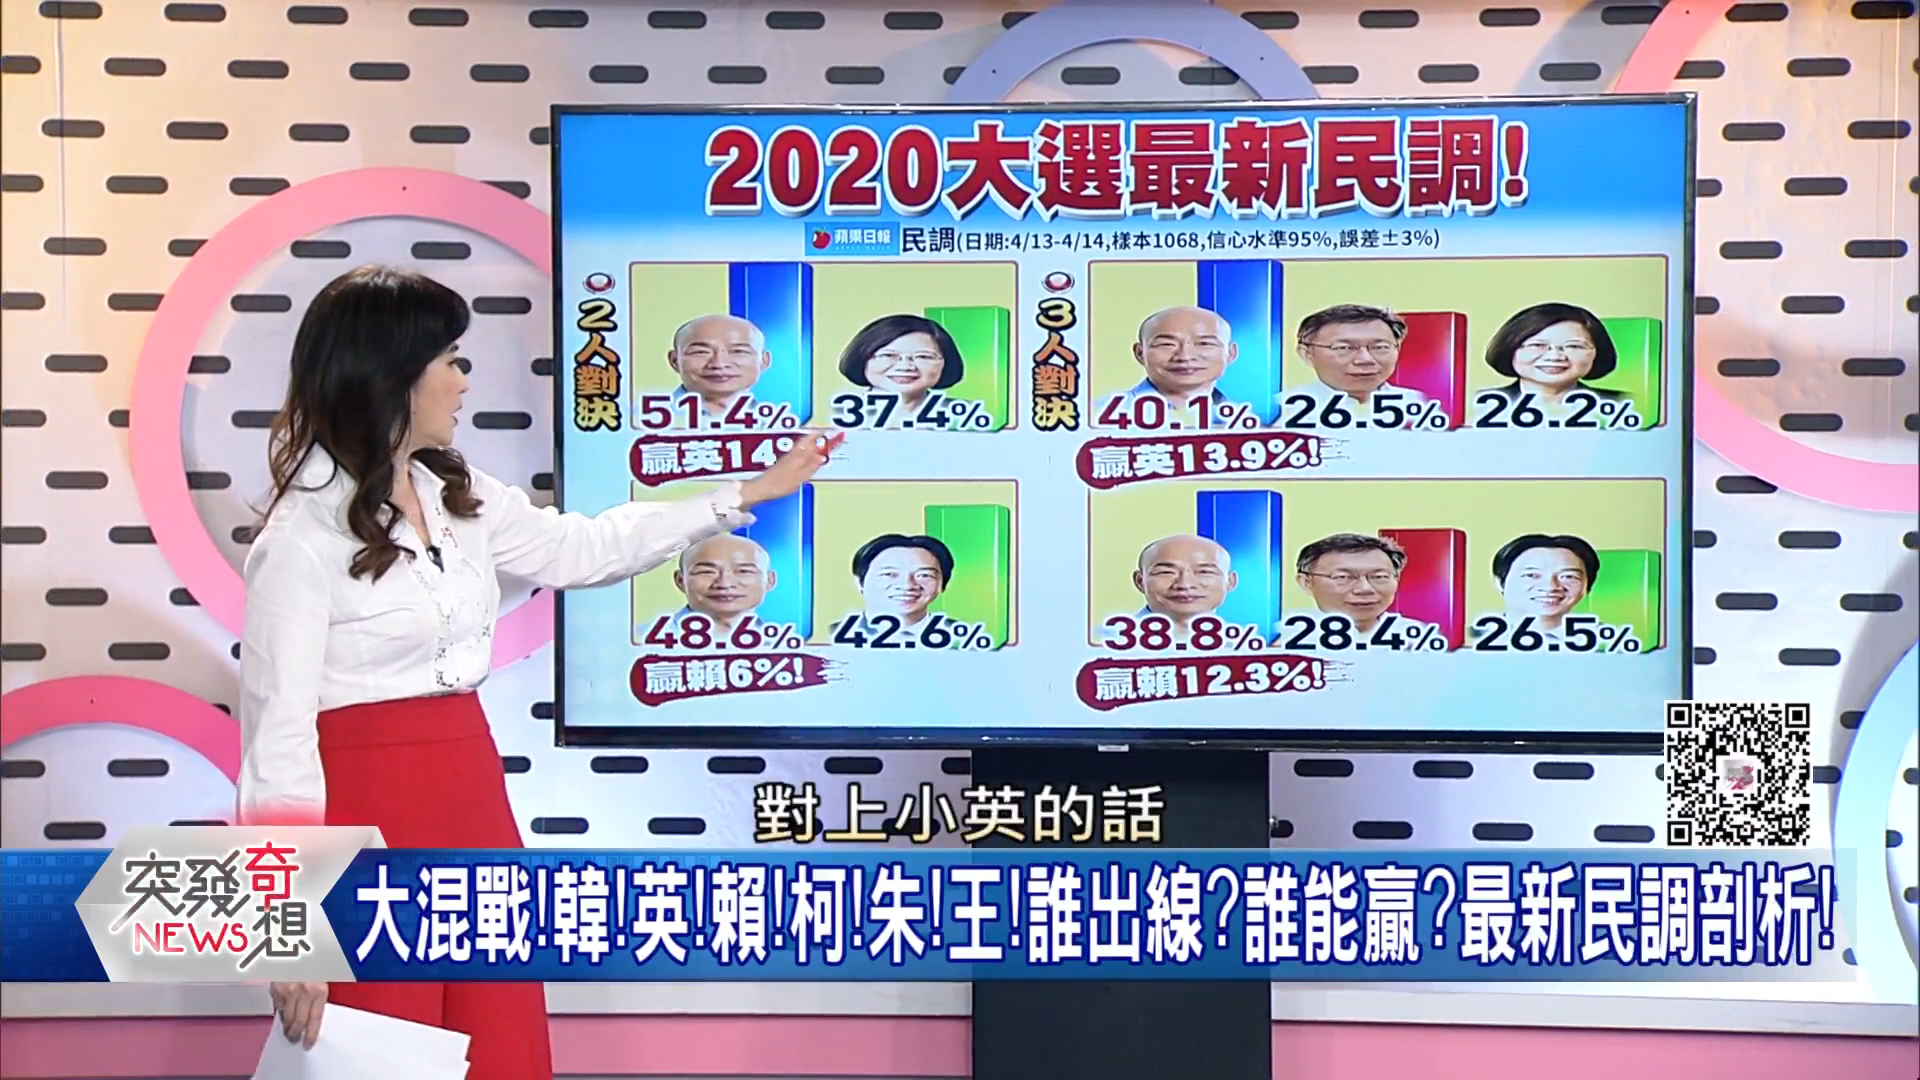 2020大選最新民調!
蘋果日報 民調(日期:4/13-4/14,樣本1068,信心水準95%,誤差±3%)
2人對決
51.4% 37.4%
贏英14%!
48.6% 42.6%
贏賴6%!
3人對決
40.1% 26.5% 26.2%
贏英13.9%!
38.8% 28.4% 26.5%
贏賴12.3%!
對上小英的話
突發奇想
NEWS
大混戰!韓!英!賴!柯!朱!王!誰出線?誰能贏?最新民調剖析!